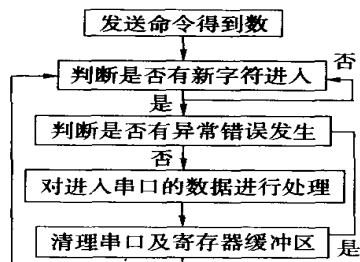 发送命令得到数
判断是否有新字符进入
否
是
判断是否有异常错误发生
否
对进入串口的数据进行处理
清理串口及寄存器缓冲区
是